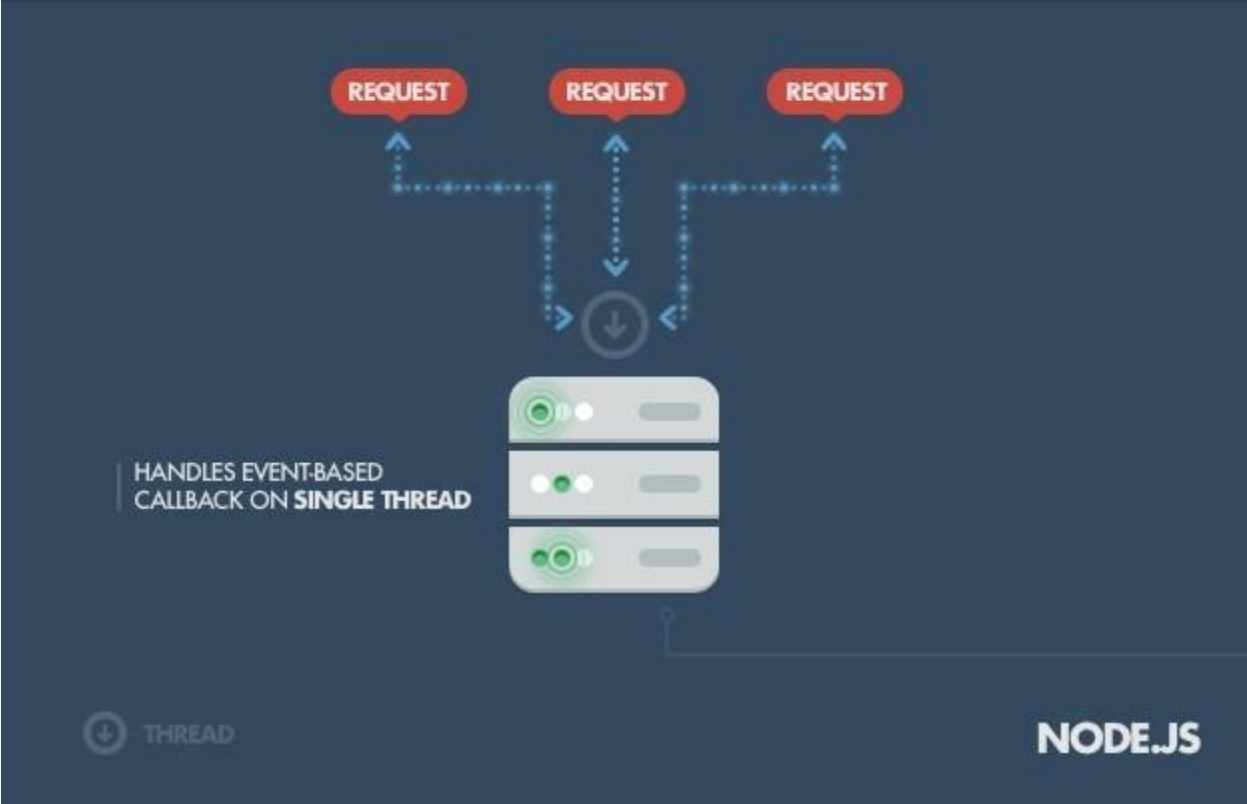 REQUEST
REQUEST
REQUEST
HANDLES EVENT-BASED
CALLBACK ON SINGLE THREAD
THREAD
NODE.JS